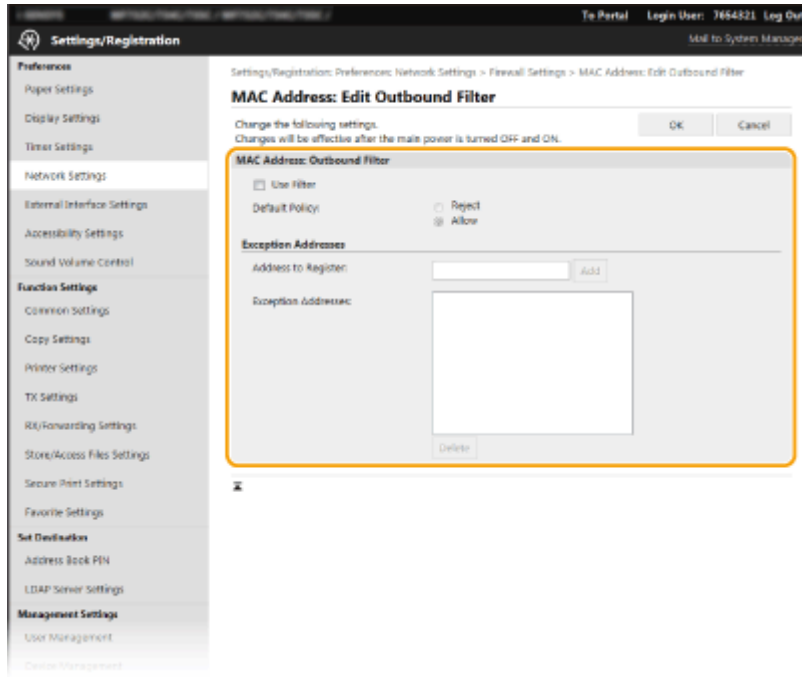 To Portal Login User: 7654321 Log Ou
Settings/Registration
Mail to System Manage
Preferences
Paper Settings
Display Settings
Timer Settings
Network Settings
External Interface Settings
Accessibility Settings
Sound Volume Control
Function Settings
Common Settings
Copy Settings
Printer Settings
TX Settings
RX/Forwarding Settings
Store/Access Files Settings
Secure Print Settings
Favorite Settings
Set Destination
Address Book PIN
LDAP Server Settings
Management Settings
User Management
Device Management
Settings/Registration: Preferences: Network Settings > Firewall Settings > MAC Address: Edit Outbound Filter
MAC Address: Edit Outbound Filter
Change the following settings.
Changes will be effective after the main power is turned OFF and ON.
OK Cancel
MAC Address: Outbound Filter
Use Filter
Default Policy: Reject
Allow
Exception Addresses
Address to Register: Add
Exception Addresses:
Delete